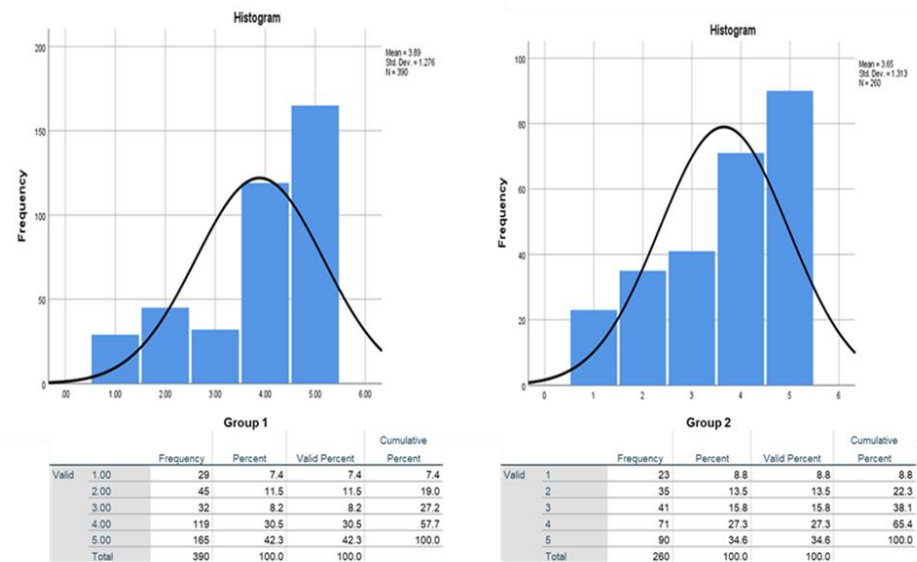 Histogram
Mean = 3.89
Std. Dev. = 1.276
N = 390
200
150
100
50
0
Frequency
.00 1.00 2.00 3.00 4.00 5.00 6.00
Group 1
Cumulative
Frequency Percent Valid Percent Percent
Valid 1.00 29 7.4 7.4 7.4
2.00 45 11.5 11.5 19.0
3.00 32 8.2 8.2 27.2
4.00 119 30.5 30.5 57.7
5.00 165 42.3 42.3 100.0
Total 390 100.0 100.0
Histogram
Mean = 3.65
Std. Dev. = 1.313
N = 260
100
80
60
40
20
0
Frequency
0 1 2 3 4 5 6
Group 2
Cumulative
Frequency Percent Valid Percent Percent
Valid 1 23 8.8 8.8 8.8
2 35 13.5 13.5 22.3
3 41 15.8 15.8 38.1
4 71 27.3 27.3 65.4
5 90 34.6 34.6 100.0
Total 260 100.0 100.0